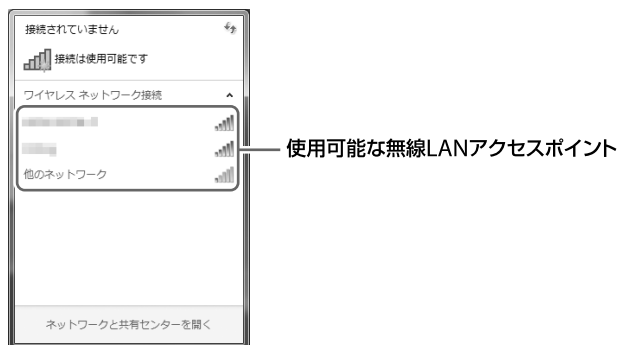 接続されていません
接続は使用可能です
ワイヤレス ネットワーク接続
他のネットワーク
使用可能な無線LANアクセスポイント
ネットワークと共有センターを開く